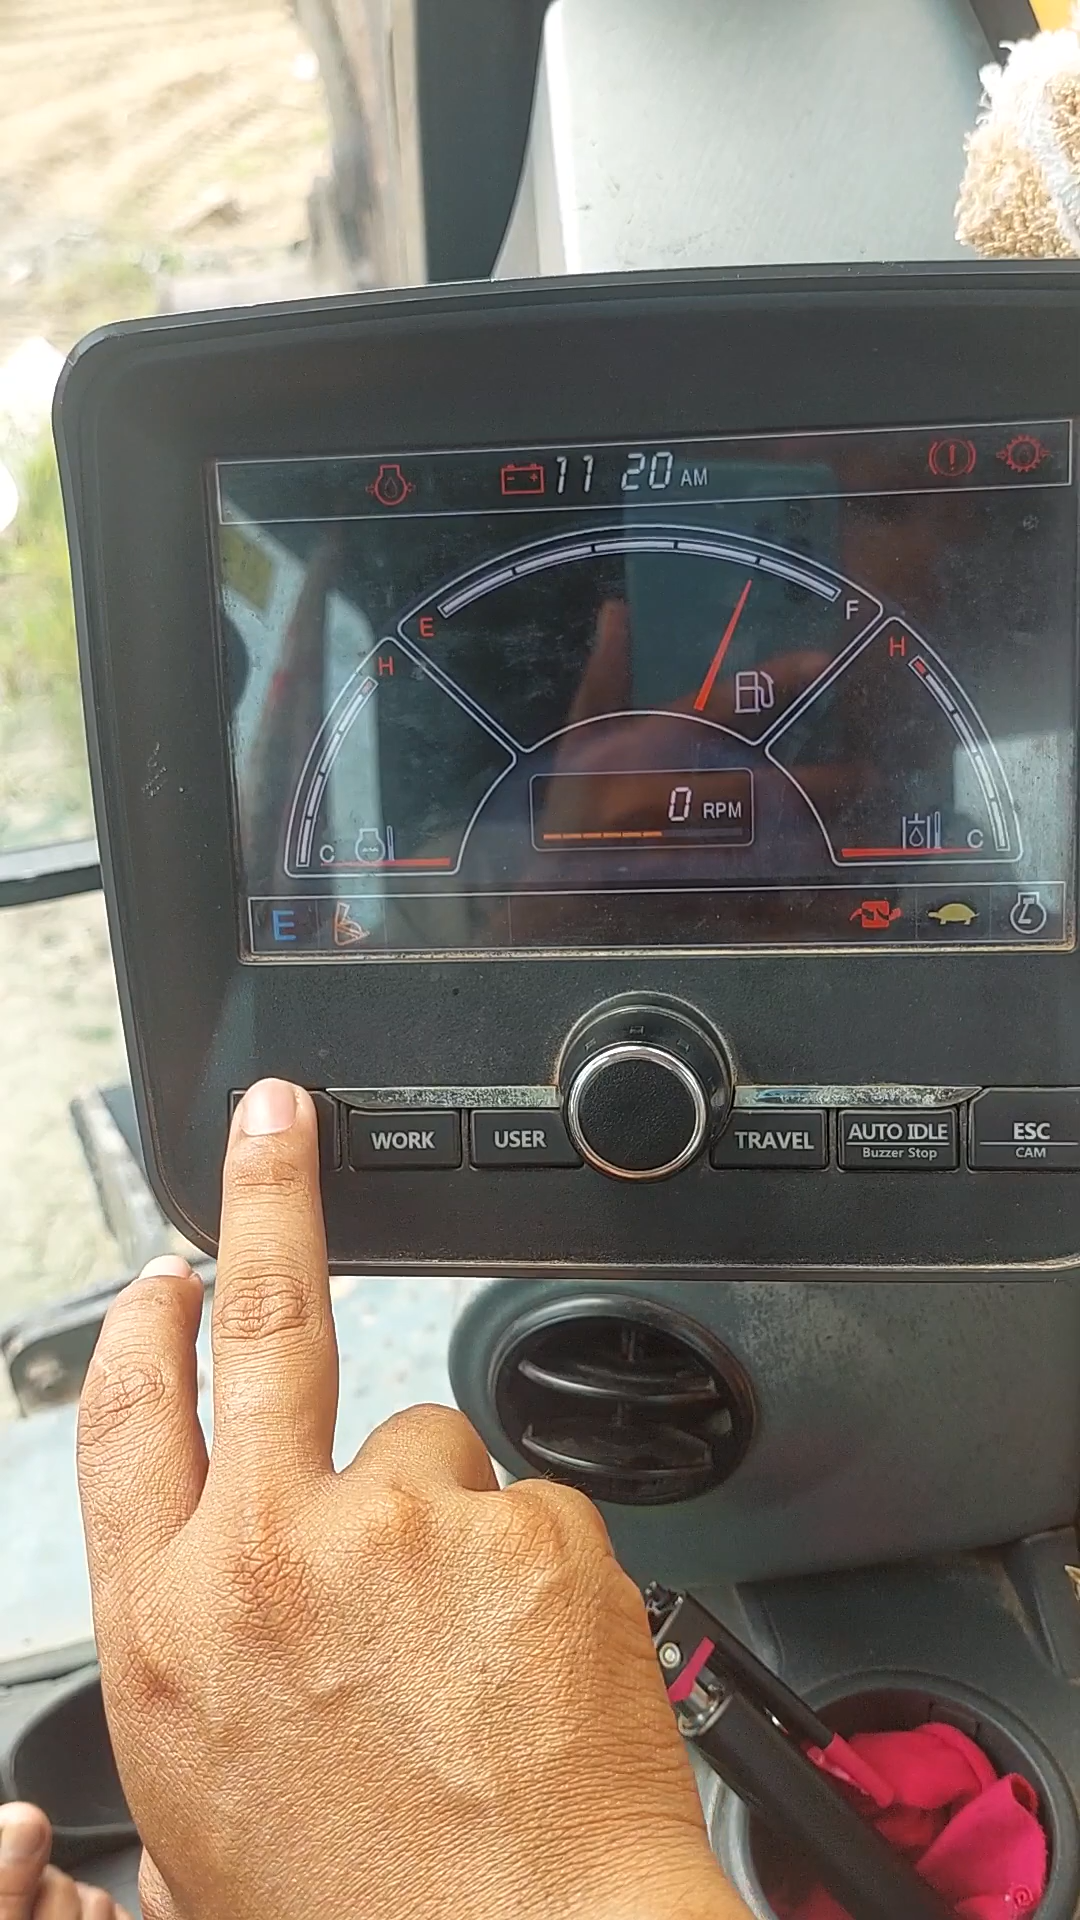 11 20 AM
E
F
H
H
C
0 RPM
C
E
WORK
USER
TRAVEL
AUTO IDLE
Buzzer Stop
ESC
CAM